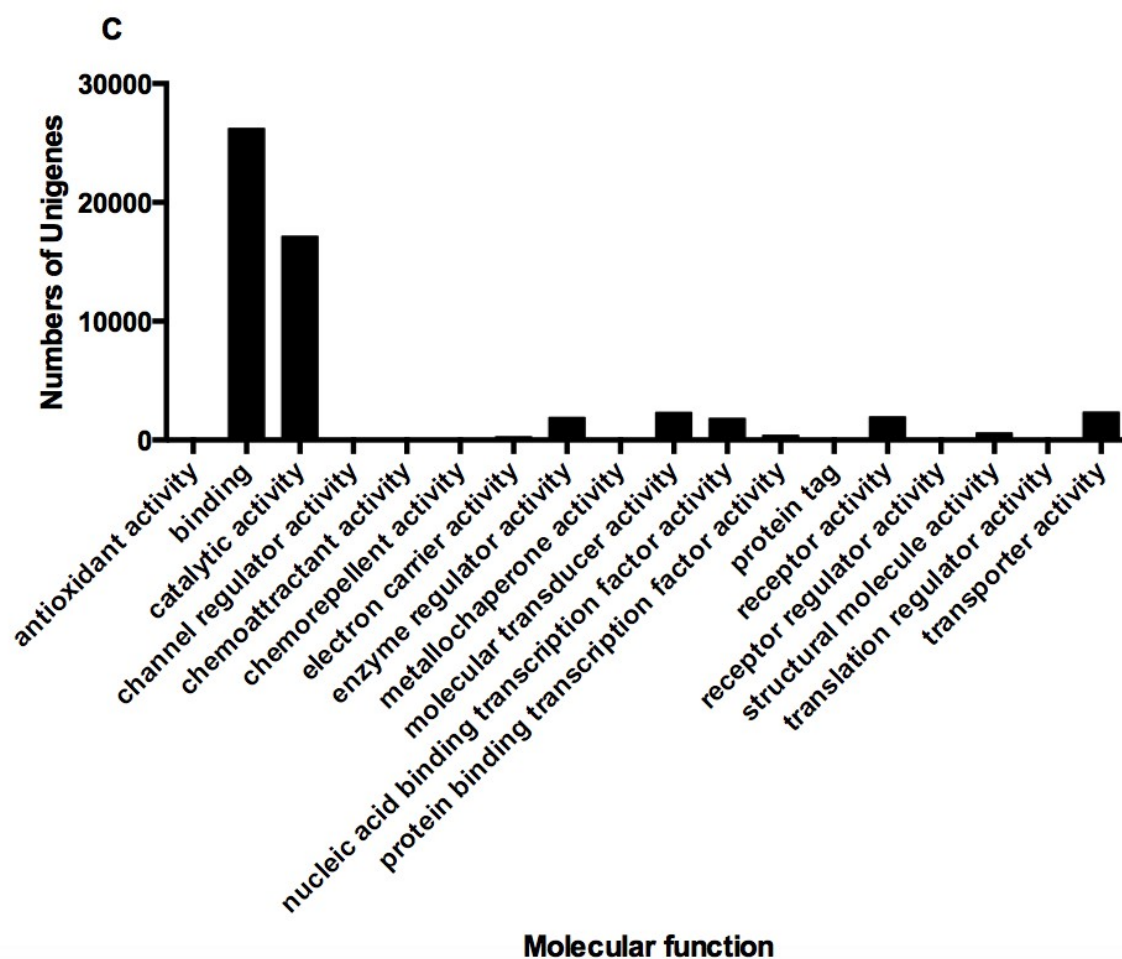 C
Numbers of Unigenes
30000
20000
10000
0
antioxidant activity
binding
catalytic activity
channel regulator activity
chemoattractant activity
chemorepellent activity
electron carrier activity
enzyme regulator activity
metallochaperone activity
molecular transducer activity
nucleic acid binding transcription factor activity
protein binding transcription factor activity
protein tag
receptor activity
receptor regulator activity
structural molecule activity
translation regulator activity
transporter activity
Molecular function